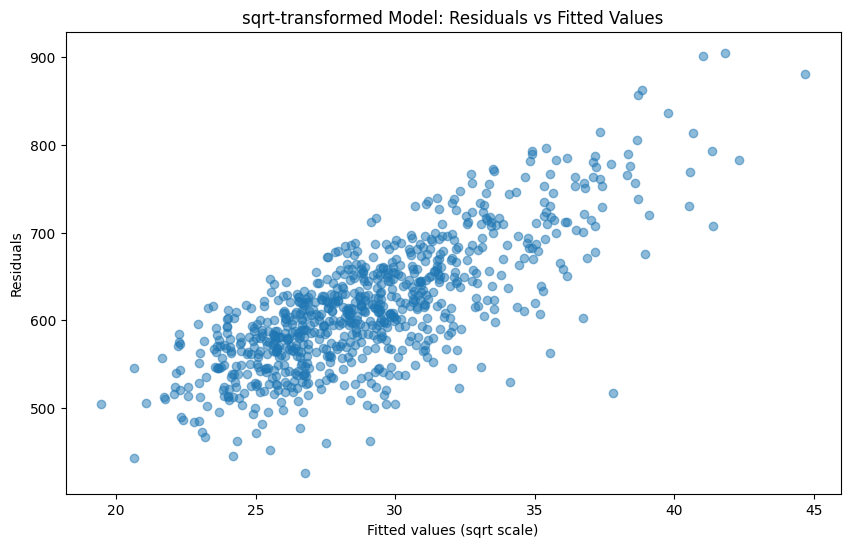 sqrt-transformed Model: Residuals vs Fitted Values
900
800
700
600
500
Residuals
20 25 30 35 40 45
Fitted values (sqrt scale)